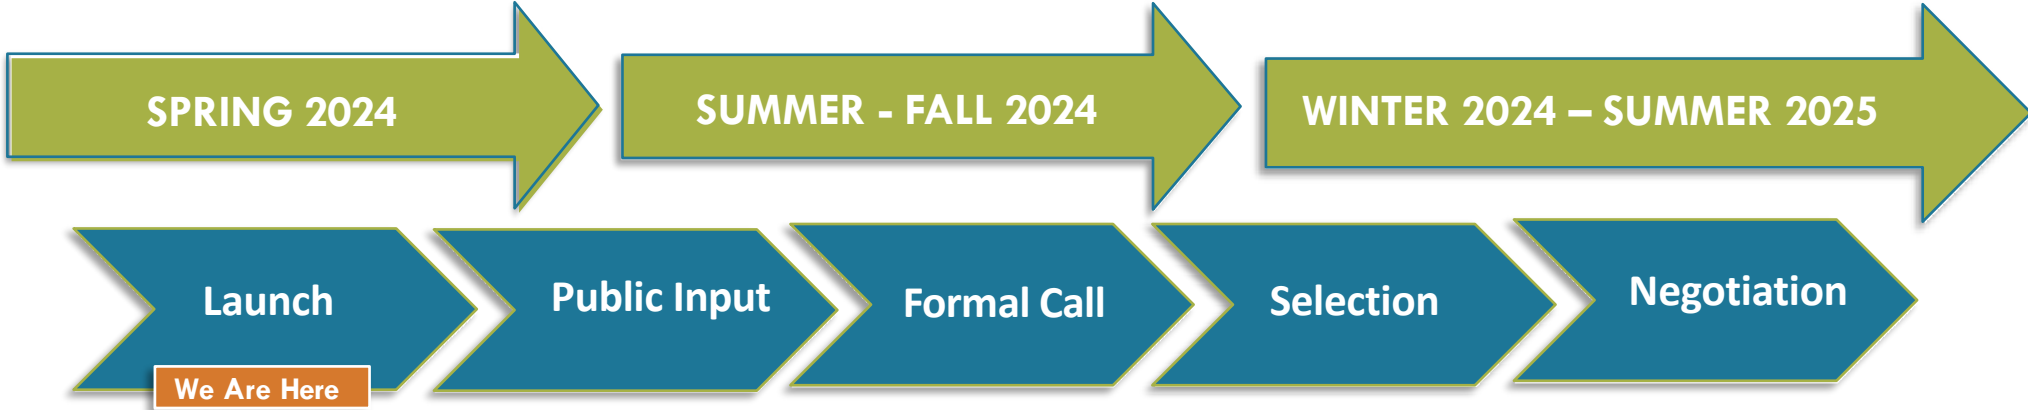 SPRING 2024
SUMMER - FALL 2024
WINTER 2024 – SUMMER 2025
Launch
Public Input
Formal Call
Selection
Negotiation
We Are Here